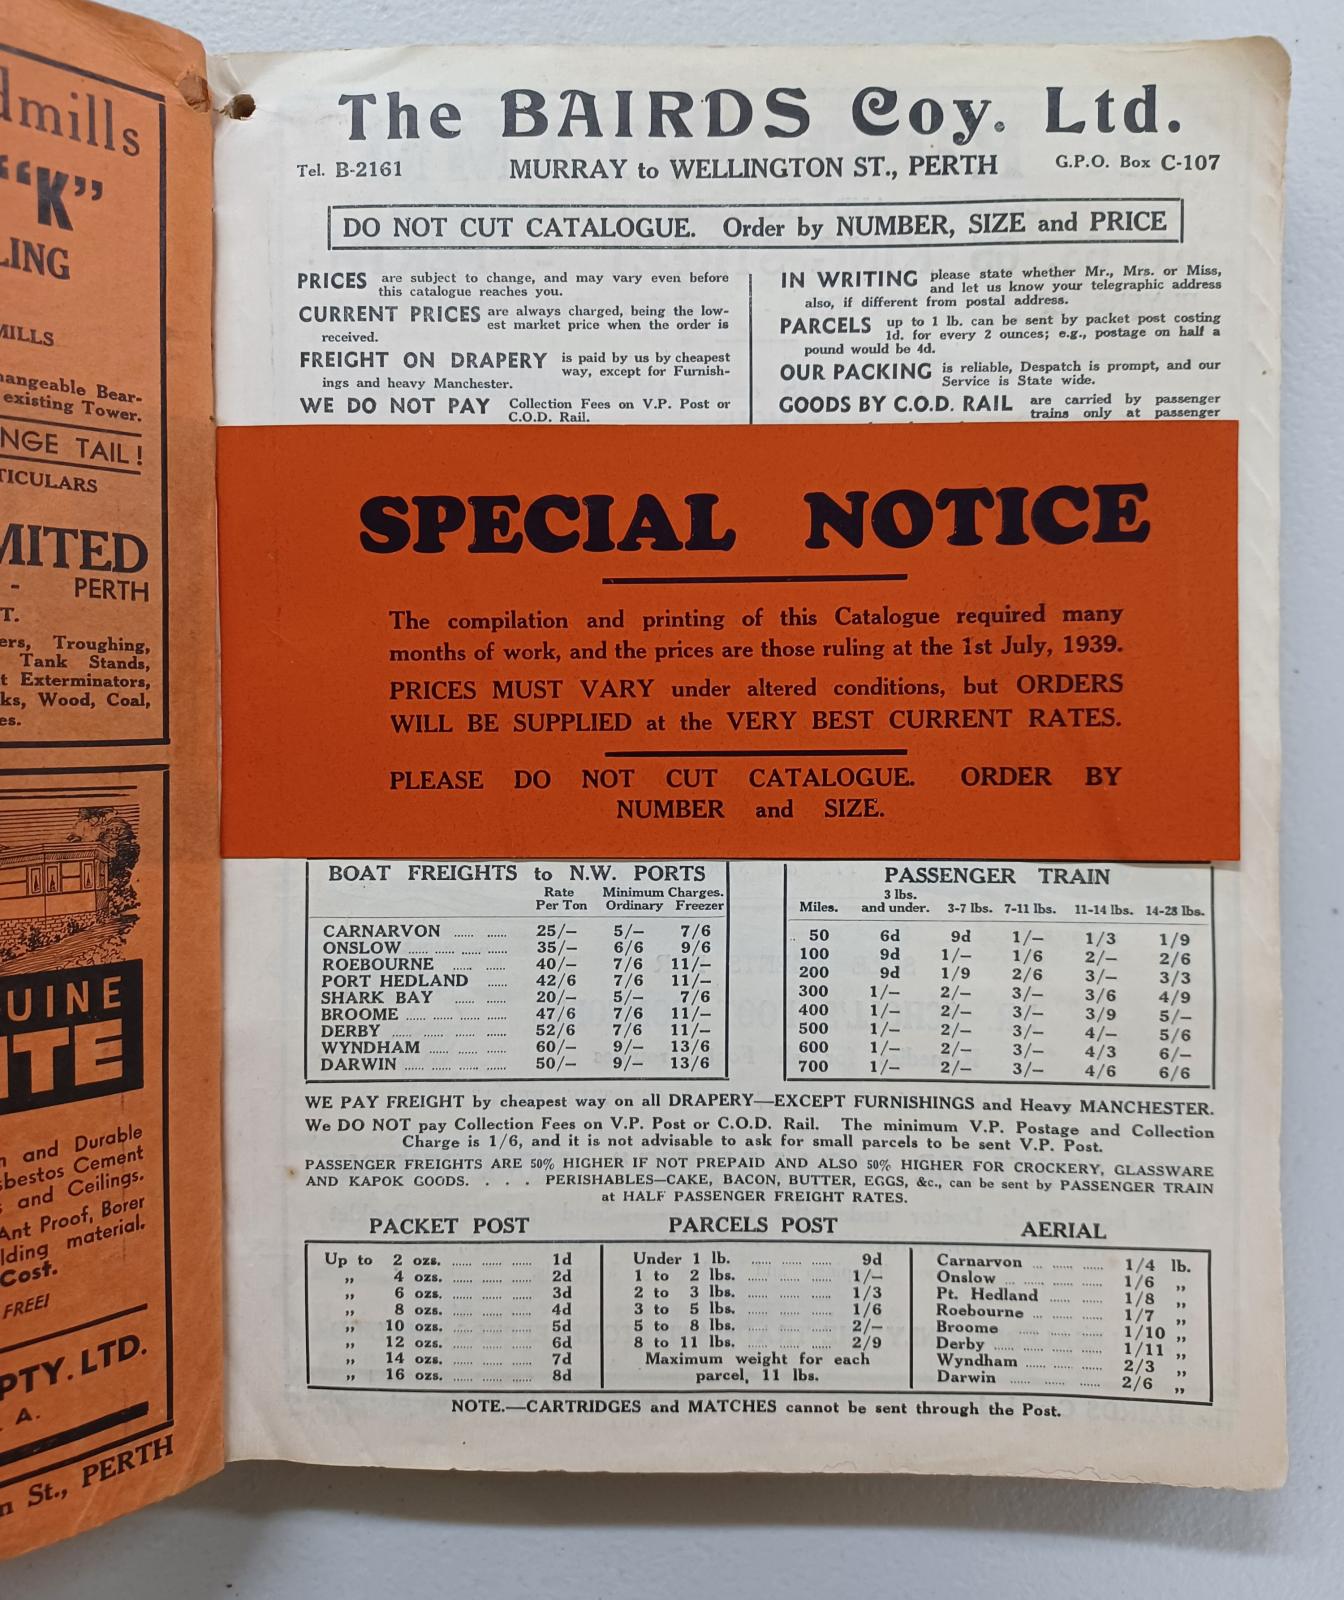 dmills
“K”
LING
MILLS
hangeable Bear-
existing Tower.
NGE TAIL!
TICULARS
MITED
- PERTH
T.
ers, Troughing,
Tank Stands,
t Exterminators,
ks, Wood, Coal,
es.
UINE
ITE
n and Durable
sbestos Cement
s and Ceilings.
Ant Proof, Borer
lding material.
Cost.
FREE!
PTY. LTD.
A.
n St., PERTH
The BAIRDS Coy. Ltd.
Tel. B-2161 MURRAY to WELLINGTON ST., PERTH G.P.O. Box C-107
DO NOT CUT CATALOGUE. Order by NUMBER, SIZE and PRICE
PRICES are subject to change, and may vary even before
this catalogue reaches you.
CURRENT PRICES are always charged, being the low-
est market price when the order is
received.
FREIGHT ON DRAPERY is paid by us by cheapest
way, except for Furnish-
ings and heavy Manchester.
WE DO NOT PAY Collection Fees on V.P. Post or
C.O.D. Rail.
IN WRITING please state whether Mr., Mrs. or Miss,
and let us know your telegraphic address
also, if different from postal address.
PARCELS up to 1 lb. can be sent by packet post costing
1d. for every 2 ounces; e.g., postage on half a
pound would be 4d.
OUR PACKING is reliable, Despatch is prompt, and our
Service is State wide.
GOODS BY C.O.D. RAIL are carried by passenger
trains only at passenger
SPECIAL NOTICE
The compilation and printing of this Catalogue required many
months of work, and the prices are those ruling at the 1st July, 1939.
PRICES MUST VARY under altered conditions, but ORDERS
WILL BE SUPPLIED at the VERY BEST CURRENT RATES.
PLEASE DO NOT CUT CATALOGUE. ORDER BY
NUMBER and SIZE.
BOAT FREIGHTS to N.W. PORTS
Rate Minimum Charges.
Per Ton Ordinary Freezer
CARNARVON ...... ...... 25/— 5/— 7/6
ONSLOW ...... ...... ...... 35/— 6/6 9/6
ROEBOURNE ...... ...... 40/— 7/6 11/—
PORT HEDLAND ...... 42/6 7/6 11/—
SHARK BAY ...... ...... 20/— 5/— 7/6
BROOME ...... ...... ...... 47/6 7/6 11/—
DERBY ...... ...... ...... 52/6 7/6 11/—
WYNDHAM ...... ...... ...... 60/— 9/— 13/6
DARWIN ...... ...... ...... 50/— 9/— 13/6
PASSENGER TRAIN
3 lbs.
Miles. and under. 3-7 lbs. 7-11 lbs. 11-14 lbs. 14-28 lbs.
50 6d 9d 1/— 1/3 1/9
100 9d 1/— 1/6 2/— 2/6
200 9d 1/9 2/6 3/— 3/3
300 1/— 2/— 3/— 3/6 4/9
400 1/— 2/— 3/— 3/9 5/—
500 1/— 2/— 3/— 4/— 5/6
600 1/— 2/— 3/— 4/3 6/—
700 1/— 2/— 3/— 4/6 6/6
WE PAY FREIGHT by cheapest way on all DRAPERY—EXCEPT FURNISHINGS and Heavy MANCHESTER.
We DO NOT pay Collection Fees on V.P. Post or C.O.D. Rail. The minimum V.P. Postage and Collection
Charge is 1/6, and it is not advisable to ask for small parcels to be sent V.P. Post.
PASSENGER FREIGHTS ARE 50% HIGHER IF NOT PREPAID AND ALSO 50% HIGHER FOR CROCKERY, GLASSWARE
AND KAPOK GOODS. . . . PERISHABLES—CAKE, BACON, BUTTER, EGGS, &c., can be sent by PASSENGER TRAIN
at HALF PASSENGER FREIGHT RATES.
PACKET POST
Up to 2 ozs. ...... ...... ...... 1d
„ 4 ozs. ...... ...... ...... 2d
„ 6 ozs. ...... ...... ...... 3d
„ 8 ozs. ...... ...... ...... 4d
„ 10 ozs. ...... ...... ...... 5d
„ 12 ozs. ...... ...... ...... 6d
„ 14 ozs. ...... ...... ...... 7d
„ 16 ozs. ...... ...... ...... 8d
PARCELS POST
Under 1 lb. ...... ...... ...... 9d
1 to 2 lbs. ...... ...... ...... 1/—
2 to 3 lbs. ...... ...... ...... 1/3
3 to 5 lbs. ...... ...... ...... 1/6
5 to 8 lbs. ...... ...... ...... 2/—
8 to 11 lbs. ...... ...... ...... 2/9
Maximum weight for each
parcel, 11 lbs.
AERIAL
Carnarvon ... ...... ...... 1/4 lb.
Onslow ... ...... ...... 1/6 „
Pt. Hedland ...... ...... 1/8 „
Roebourne ... ...... ...... 1/7 „
Broome ...... ...... ...... 1/10 „
Derby ...... ...... ...... 1/11 „
Wyndham ...... ...... ...... 2/3 „
Darwin ...... ...... ...... 2/6 „
NOTE.—CARTRIDGES and MATCHES cannot be sent through the Post.